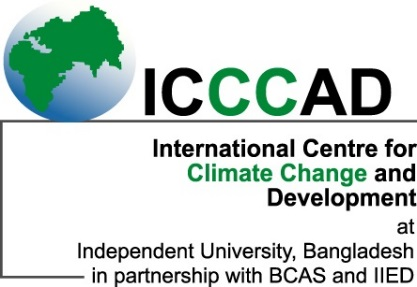 ICCCAD
International Centre for
Climate Change and
Development
at
Independent University, Bangladesh
in partnership with BCAS and IIED